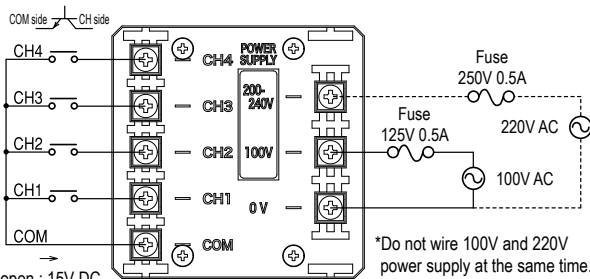 COM side CH side
CH4
CH3
CH2
CH1
COM
open : 15V DC
CH4
CH3
CH2
CH1
COM
POWER
SUPPLY
200-
240V
100V
0 V
Fuse
250V 0.5A
220V AC
Fuse
125V 0.5A
100V AC
*Do not wire 100V and 220V
power supply at the same time.